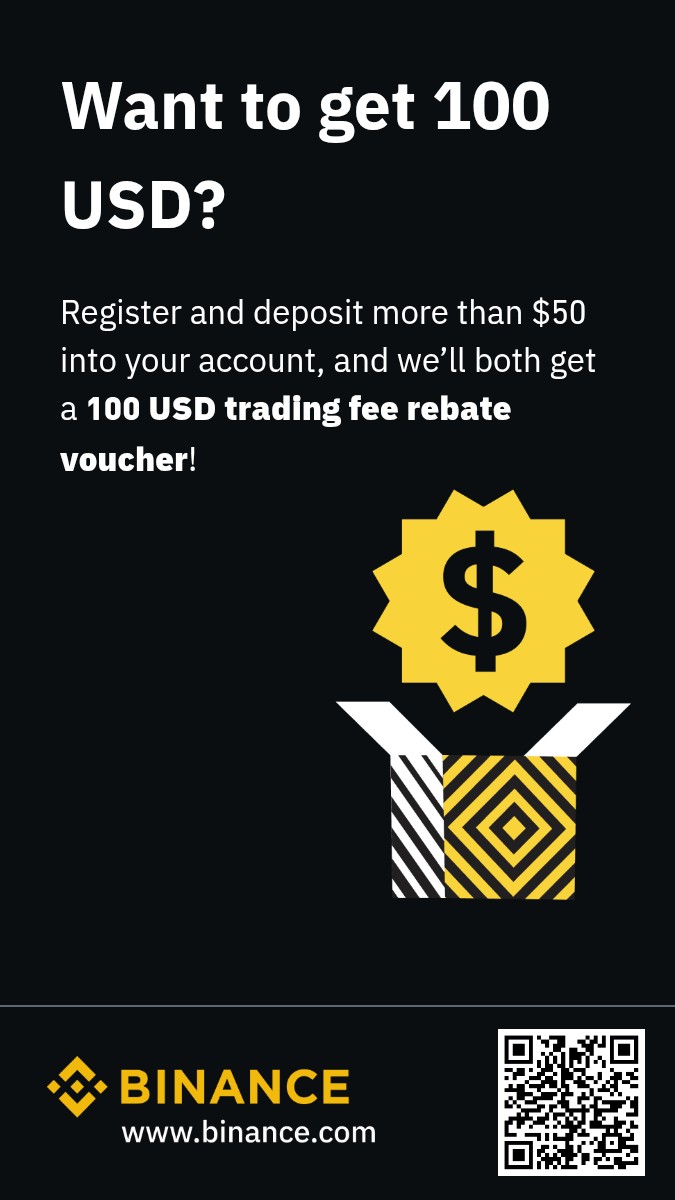 Want to get 100
USD?
Register and deposit more than $50
into your account, and we’ll both get
a 100 USD trading fee rebate
voucher!
$
BINANCE
www.binance.com